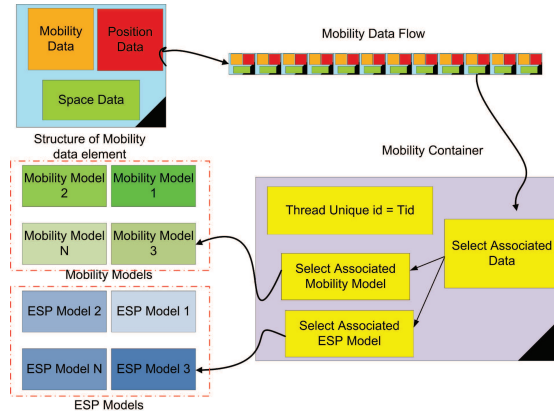 Mobility
Data
Position
Data
Space Data
Structure of Mobility
data element
Mobility Data Flow
Mobility Container
Mobility Model
2
Mobility Model
1
Mobility Model
N
Mobility Model
3
Mobility Models
ESP Model 2
ESP Model 1
ESP Model N
ESP Model 3
ESP Models
Thread Unique id = Tid
Select Associated
Data
Select Associated
Mobility Model
Select Associated
ESP Model